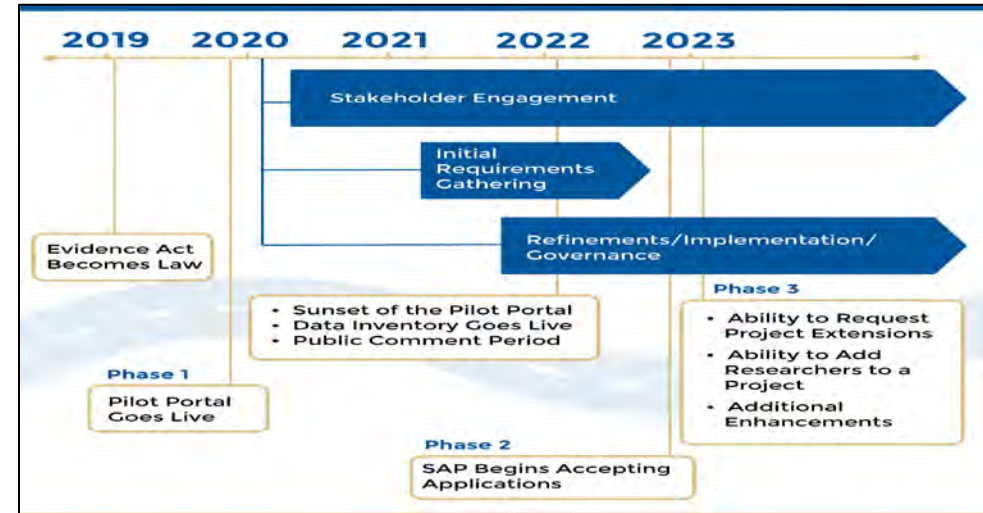 2019 2020 2021 2022 2023
Stakeholder Engagement
Initial
Requirements
Gathering
Refinements/Implementation/
Governance
Evidence Act
Becomes Law
• Sunset of the Pilot Portal
• Data Inventory Goes Live
• Public Comment Period
Phase 1
Pilot Portal
Goes Live
Phase 2
SAP Begins Accepting
Applications
Phase 3
• Ability to Request
Project Extensions
• Ability to Add
Researchers to a
Project
• Additional
Enhancements